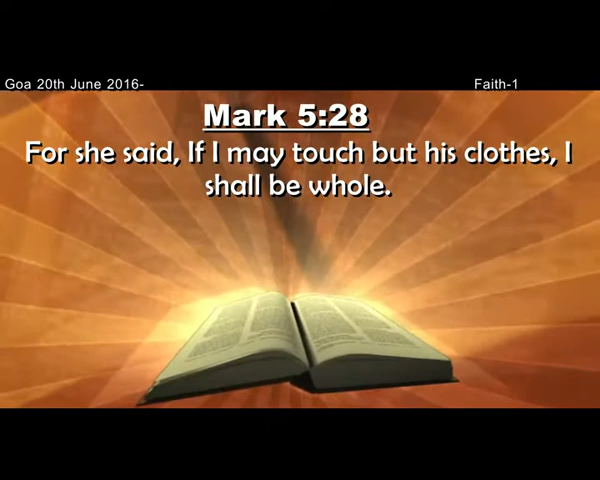 Goa 20th June 2016-
Faith-1
Mark 5:28
For she said, If I may touch but his clothes, I
shall be whole.